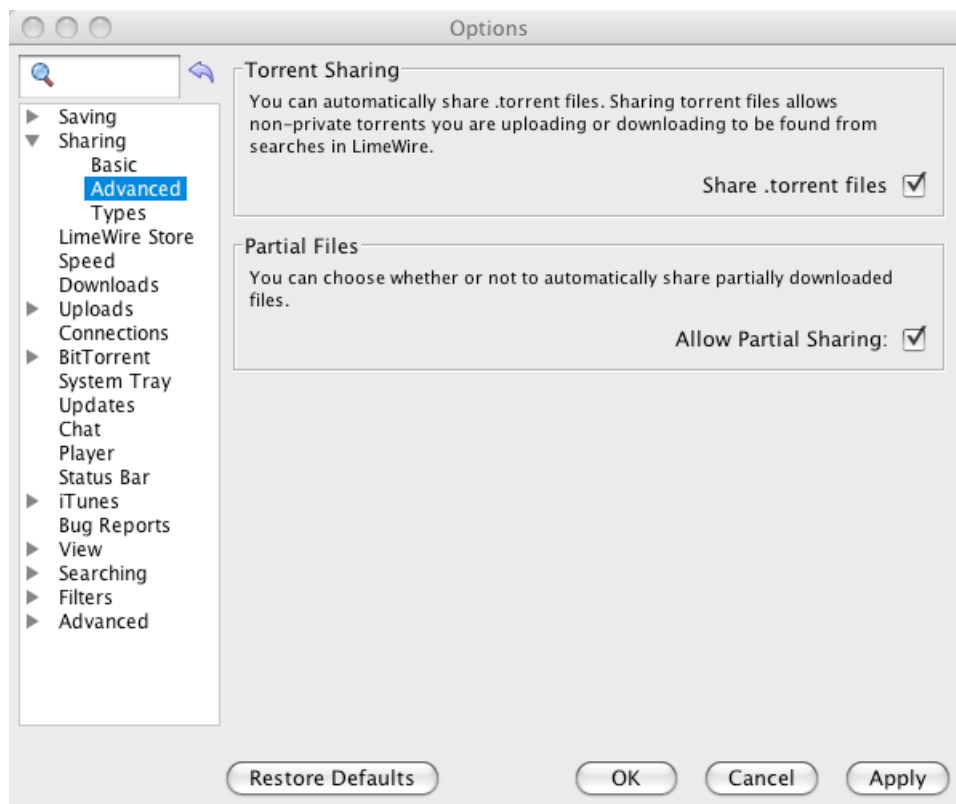 Options
Saving
Sharing
Basic
Advanced
Types
LimeWire Store
Speed
Downloads
Uploads
Connections
BitTorrent
System Tray
Updates
Chat
Player
Status Bar
iTunes
Bug Reports
View
Searching
Filters
Advanced
Torrent Sharing
You can automatically share .torrent files. Sharing torrent files allows
non-private torrents you are uploading or downloading to be found from
searches in LimeWire.
Share .torrent files
Partial Files
You can choose whether or not to automatically share partially downloaded
files.
Allow Partial Sharing:
Restore Defaults
OK
Cancel
Apply